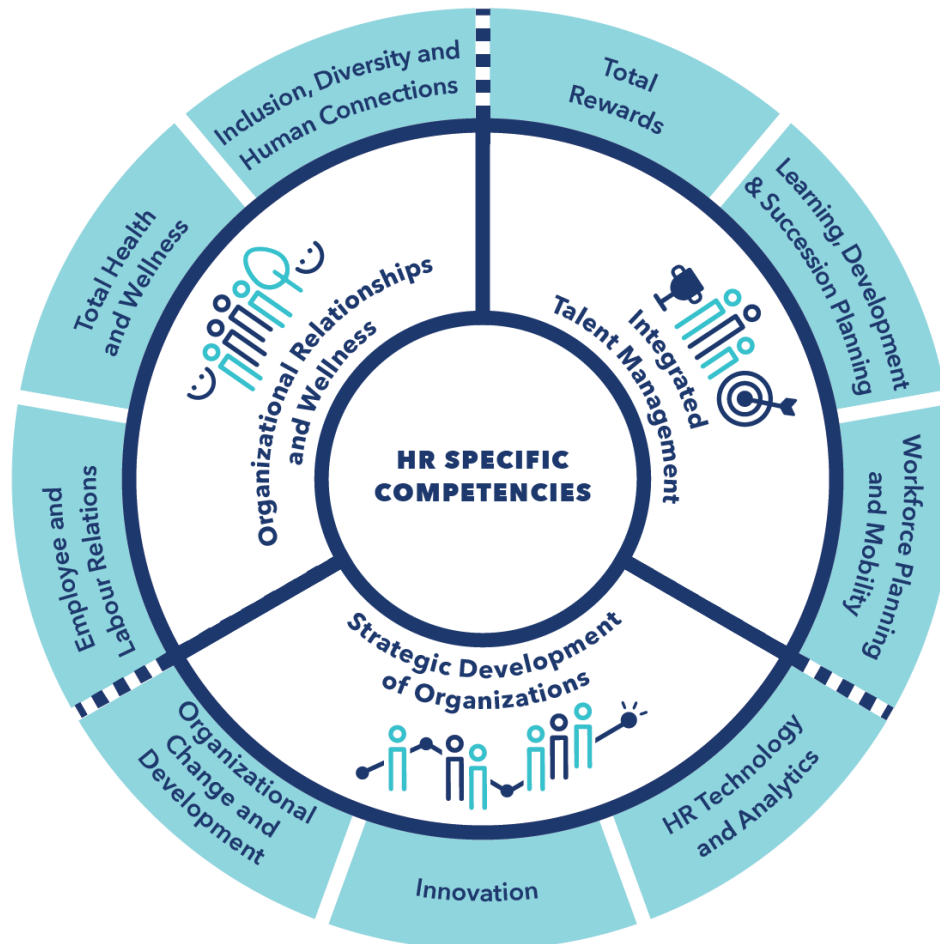 HR SPECIFIC
COMPETENCIES
Integrated
Talent Management
Total
Rewards
Learning, Development
& Succession Planning
Workforce Planning
and Mobility
Strategic Development
of Organizations
HR Technology
and Analytics
Innovation
Organizational
Change and
Development
Organizational Relationships
and Wellness
Employee and
Labour Relations
Total Health
and Wellness
Inclusion, Diversity and
Human Connections